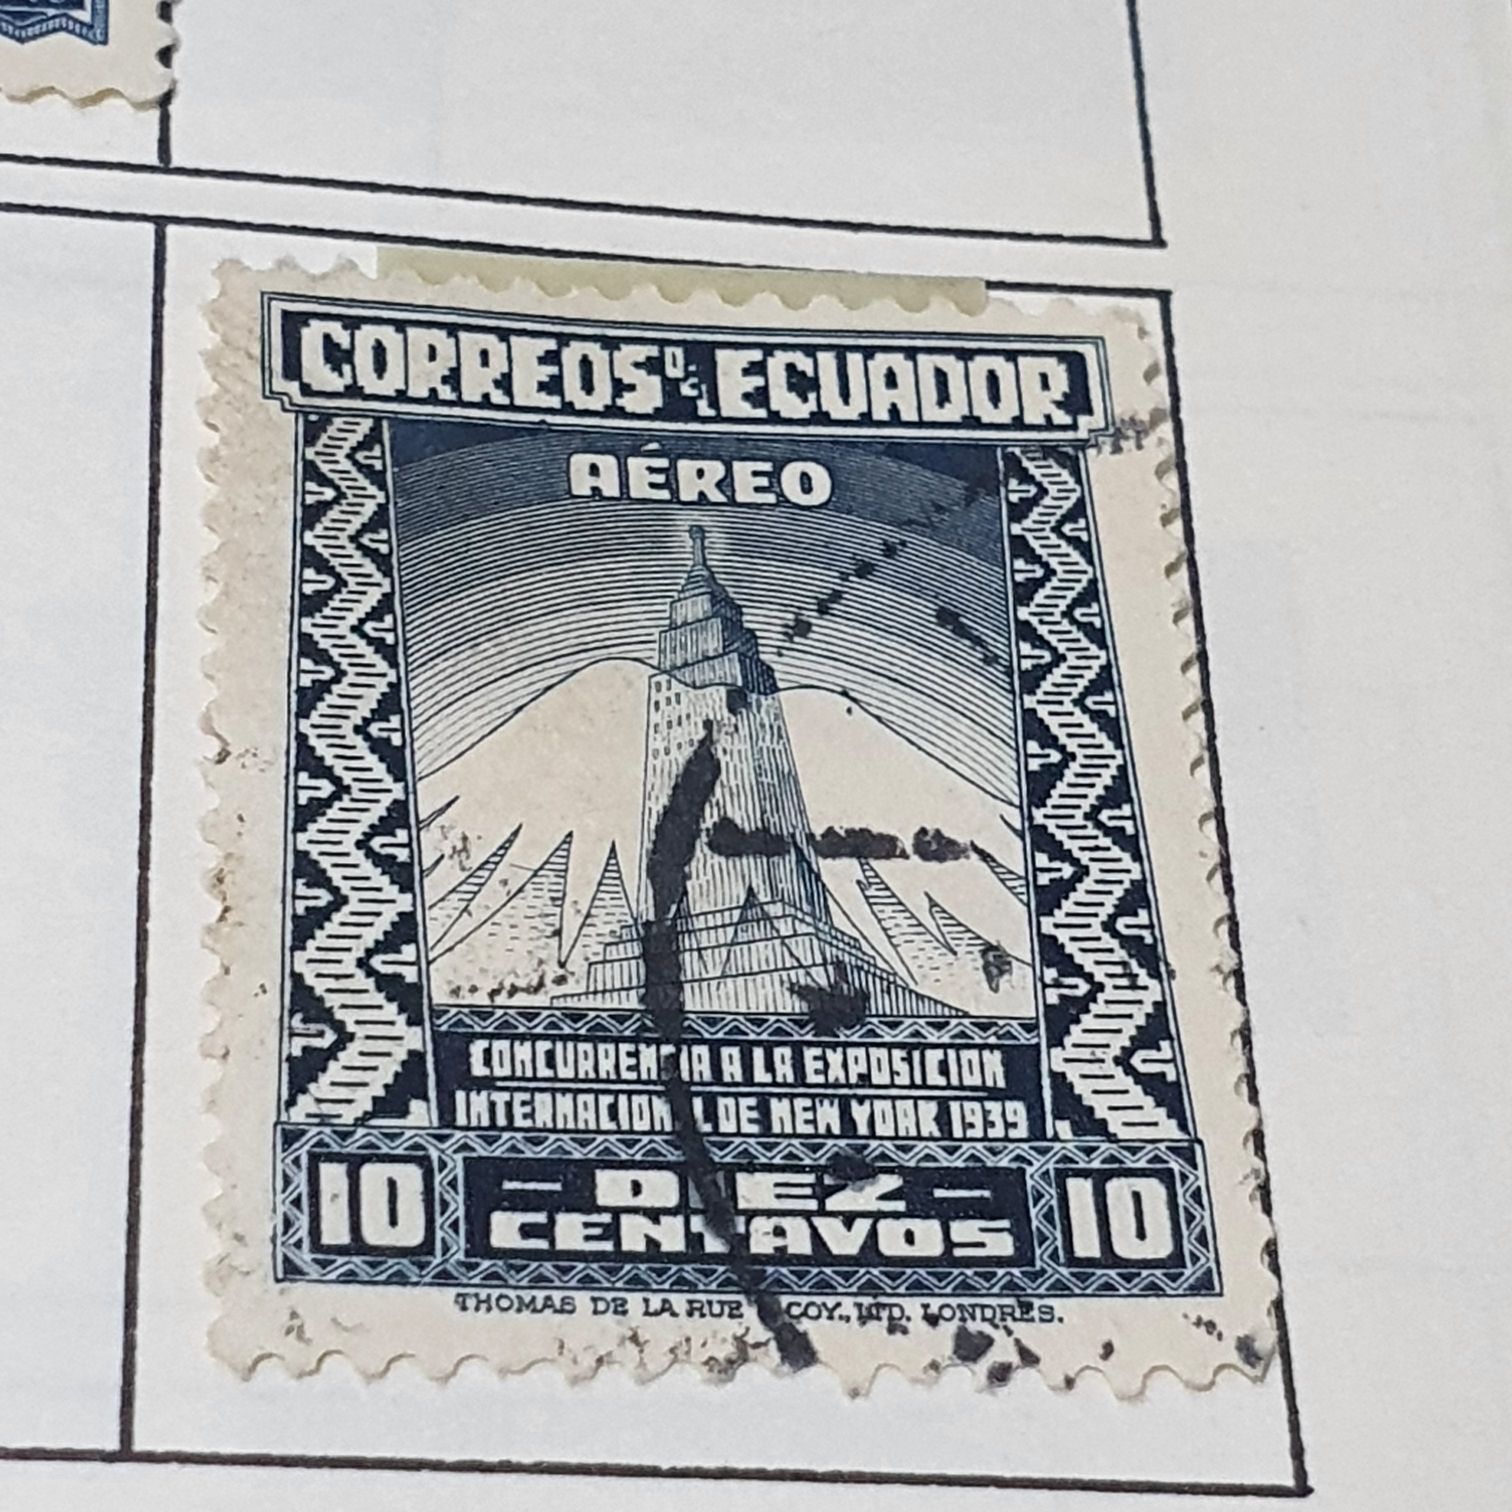 CORREOS DEL ECUADOR
AÉREO
CONCURRENCIA A LA EXPOSICION
INTERNACIONAL DE NEW YORK 1939
10 - DIEZ - 10
CENTAVOS
THOMAS DE LA RUE & COY., LTD. LONDRES.